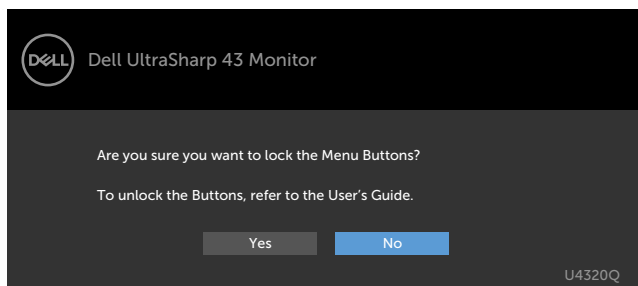 DELL
Dell UltraSharp 43 Monitor
Are you sure you want to lock the Menu Buttons?
To unlock the Buttons, refer to the User’s Guide.
Yes No
U4320Q